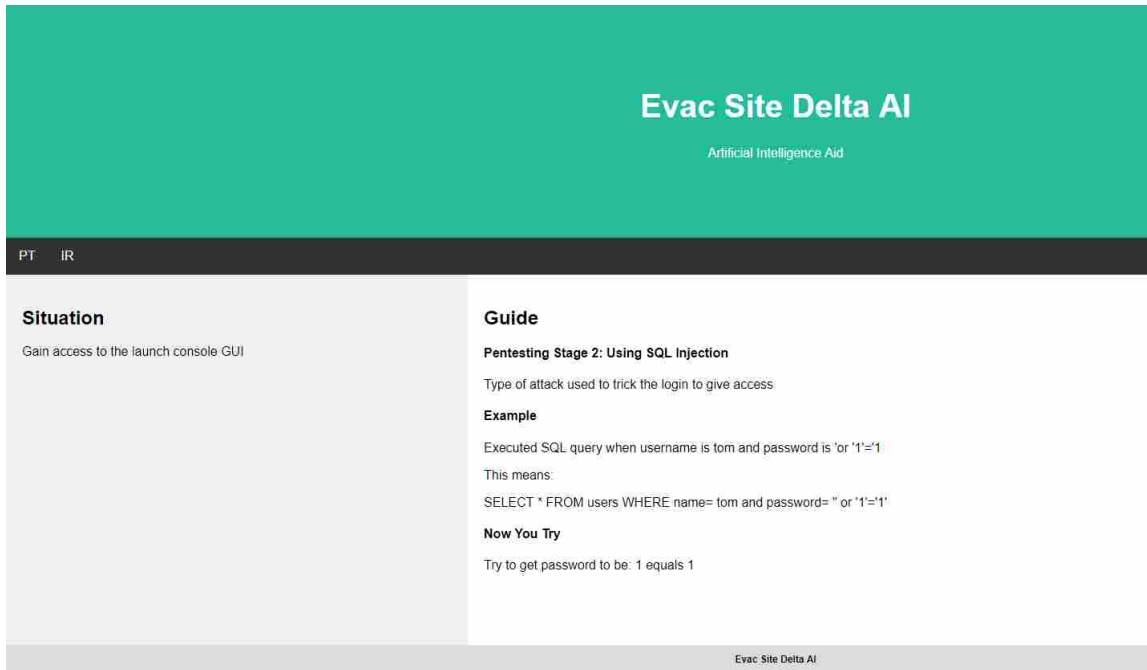 Evac Site Delta AI
Artificial Intelligence Aid
PT IR
Situation
Gain access to the launch console GUI
Guide
Pentesting Stage 2: Using SQL Injection
Type of attack used to trick the login to give access
Example
Executed SQL query when username is tom and password is 'or '1'='1
This means:
SELECT * FROM users WHERE name= tom and password= '' or '1'='1'
Now You Try
Try to get password to be: 1 equals 1
Evac Site Delta AI